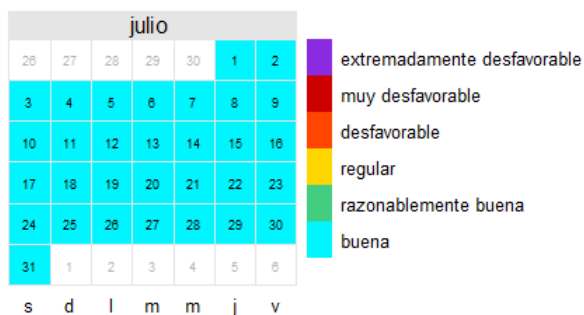 julio
26 27 28 29 30 1 2
3 4 5 6 7 8 9
10 11 12 13 14 15 16
17 18 19 20 21 22 23
24 25 26 27 28 29 30
31 1 2 3 4 5 6
s d l m m j v
extremadamente desfavorable
muy desfavorable
desfavorable
regular
razonablemente buena
buena